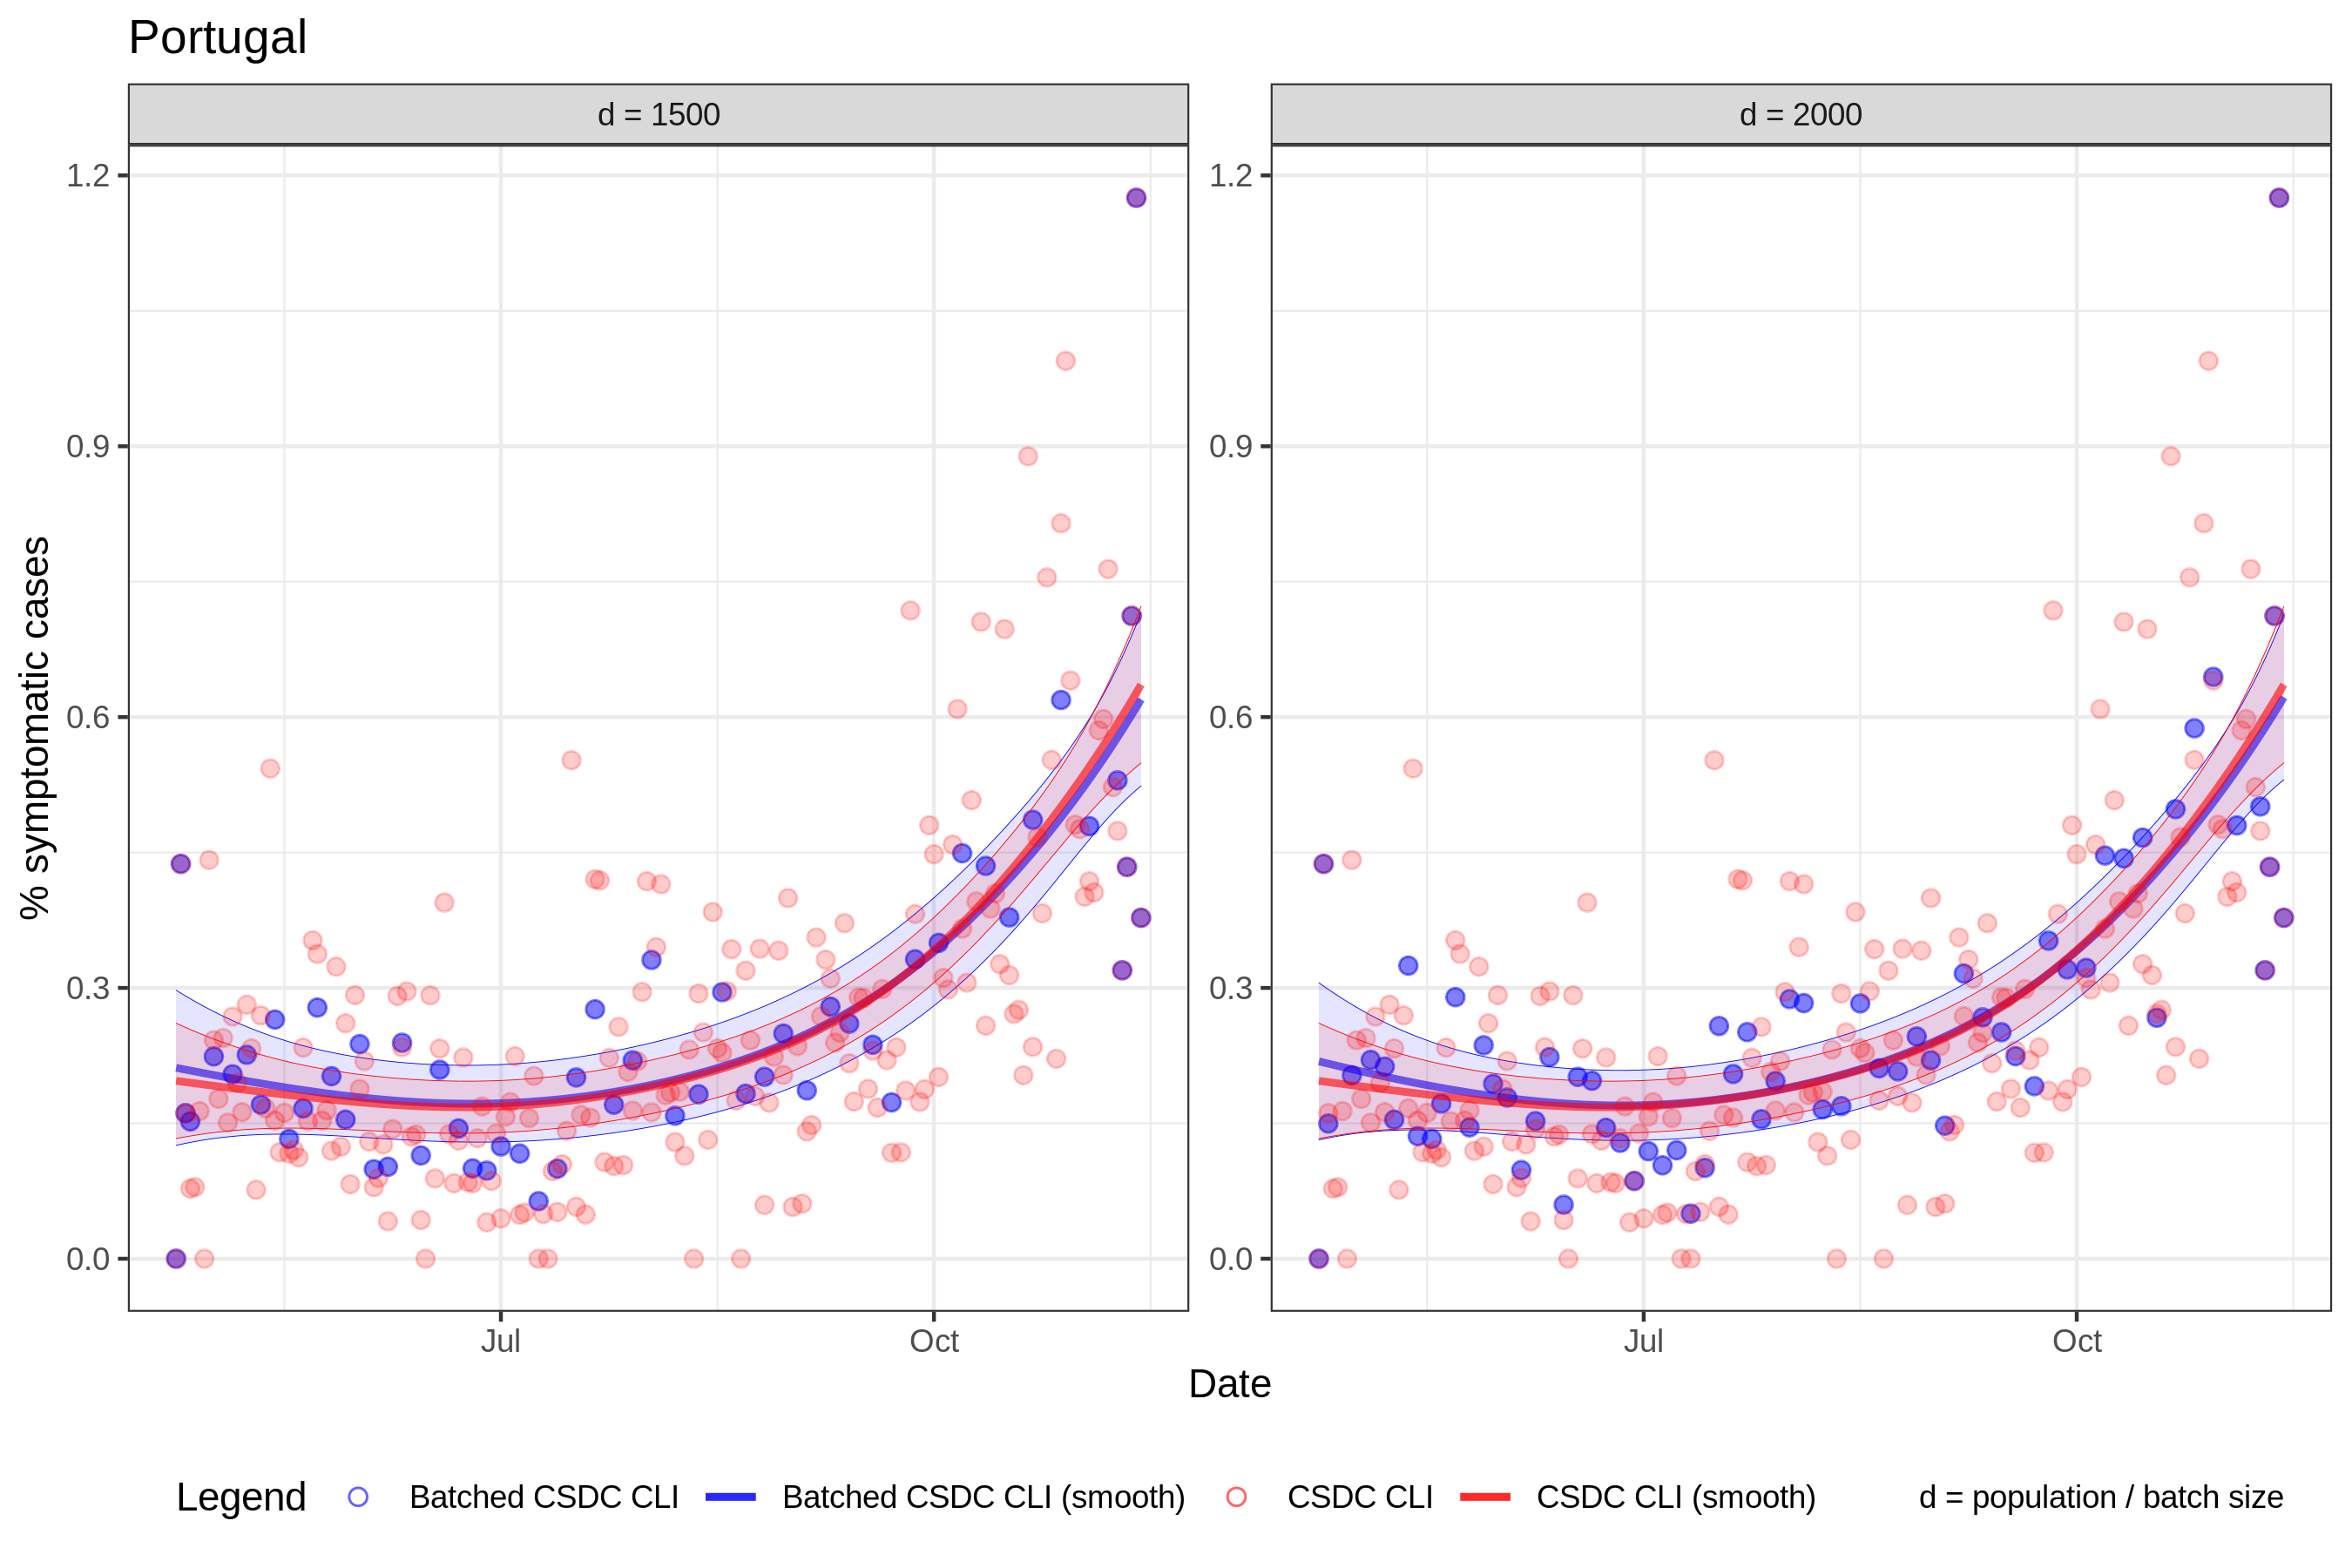 Portugal
d = 1500
d = 2000
% symptomatic cases
1.2
0.9
0.6
0.3
0.0
1.2
0.9
0.6
0.3
0.0
Jul
Oct
Jul
Oct
Date
Legend Batched CSDC CLI Batched CSDC CLI (smooth) CSDC CLI CSDC CLI (smooth) d = population / batch size